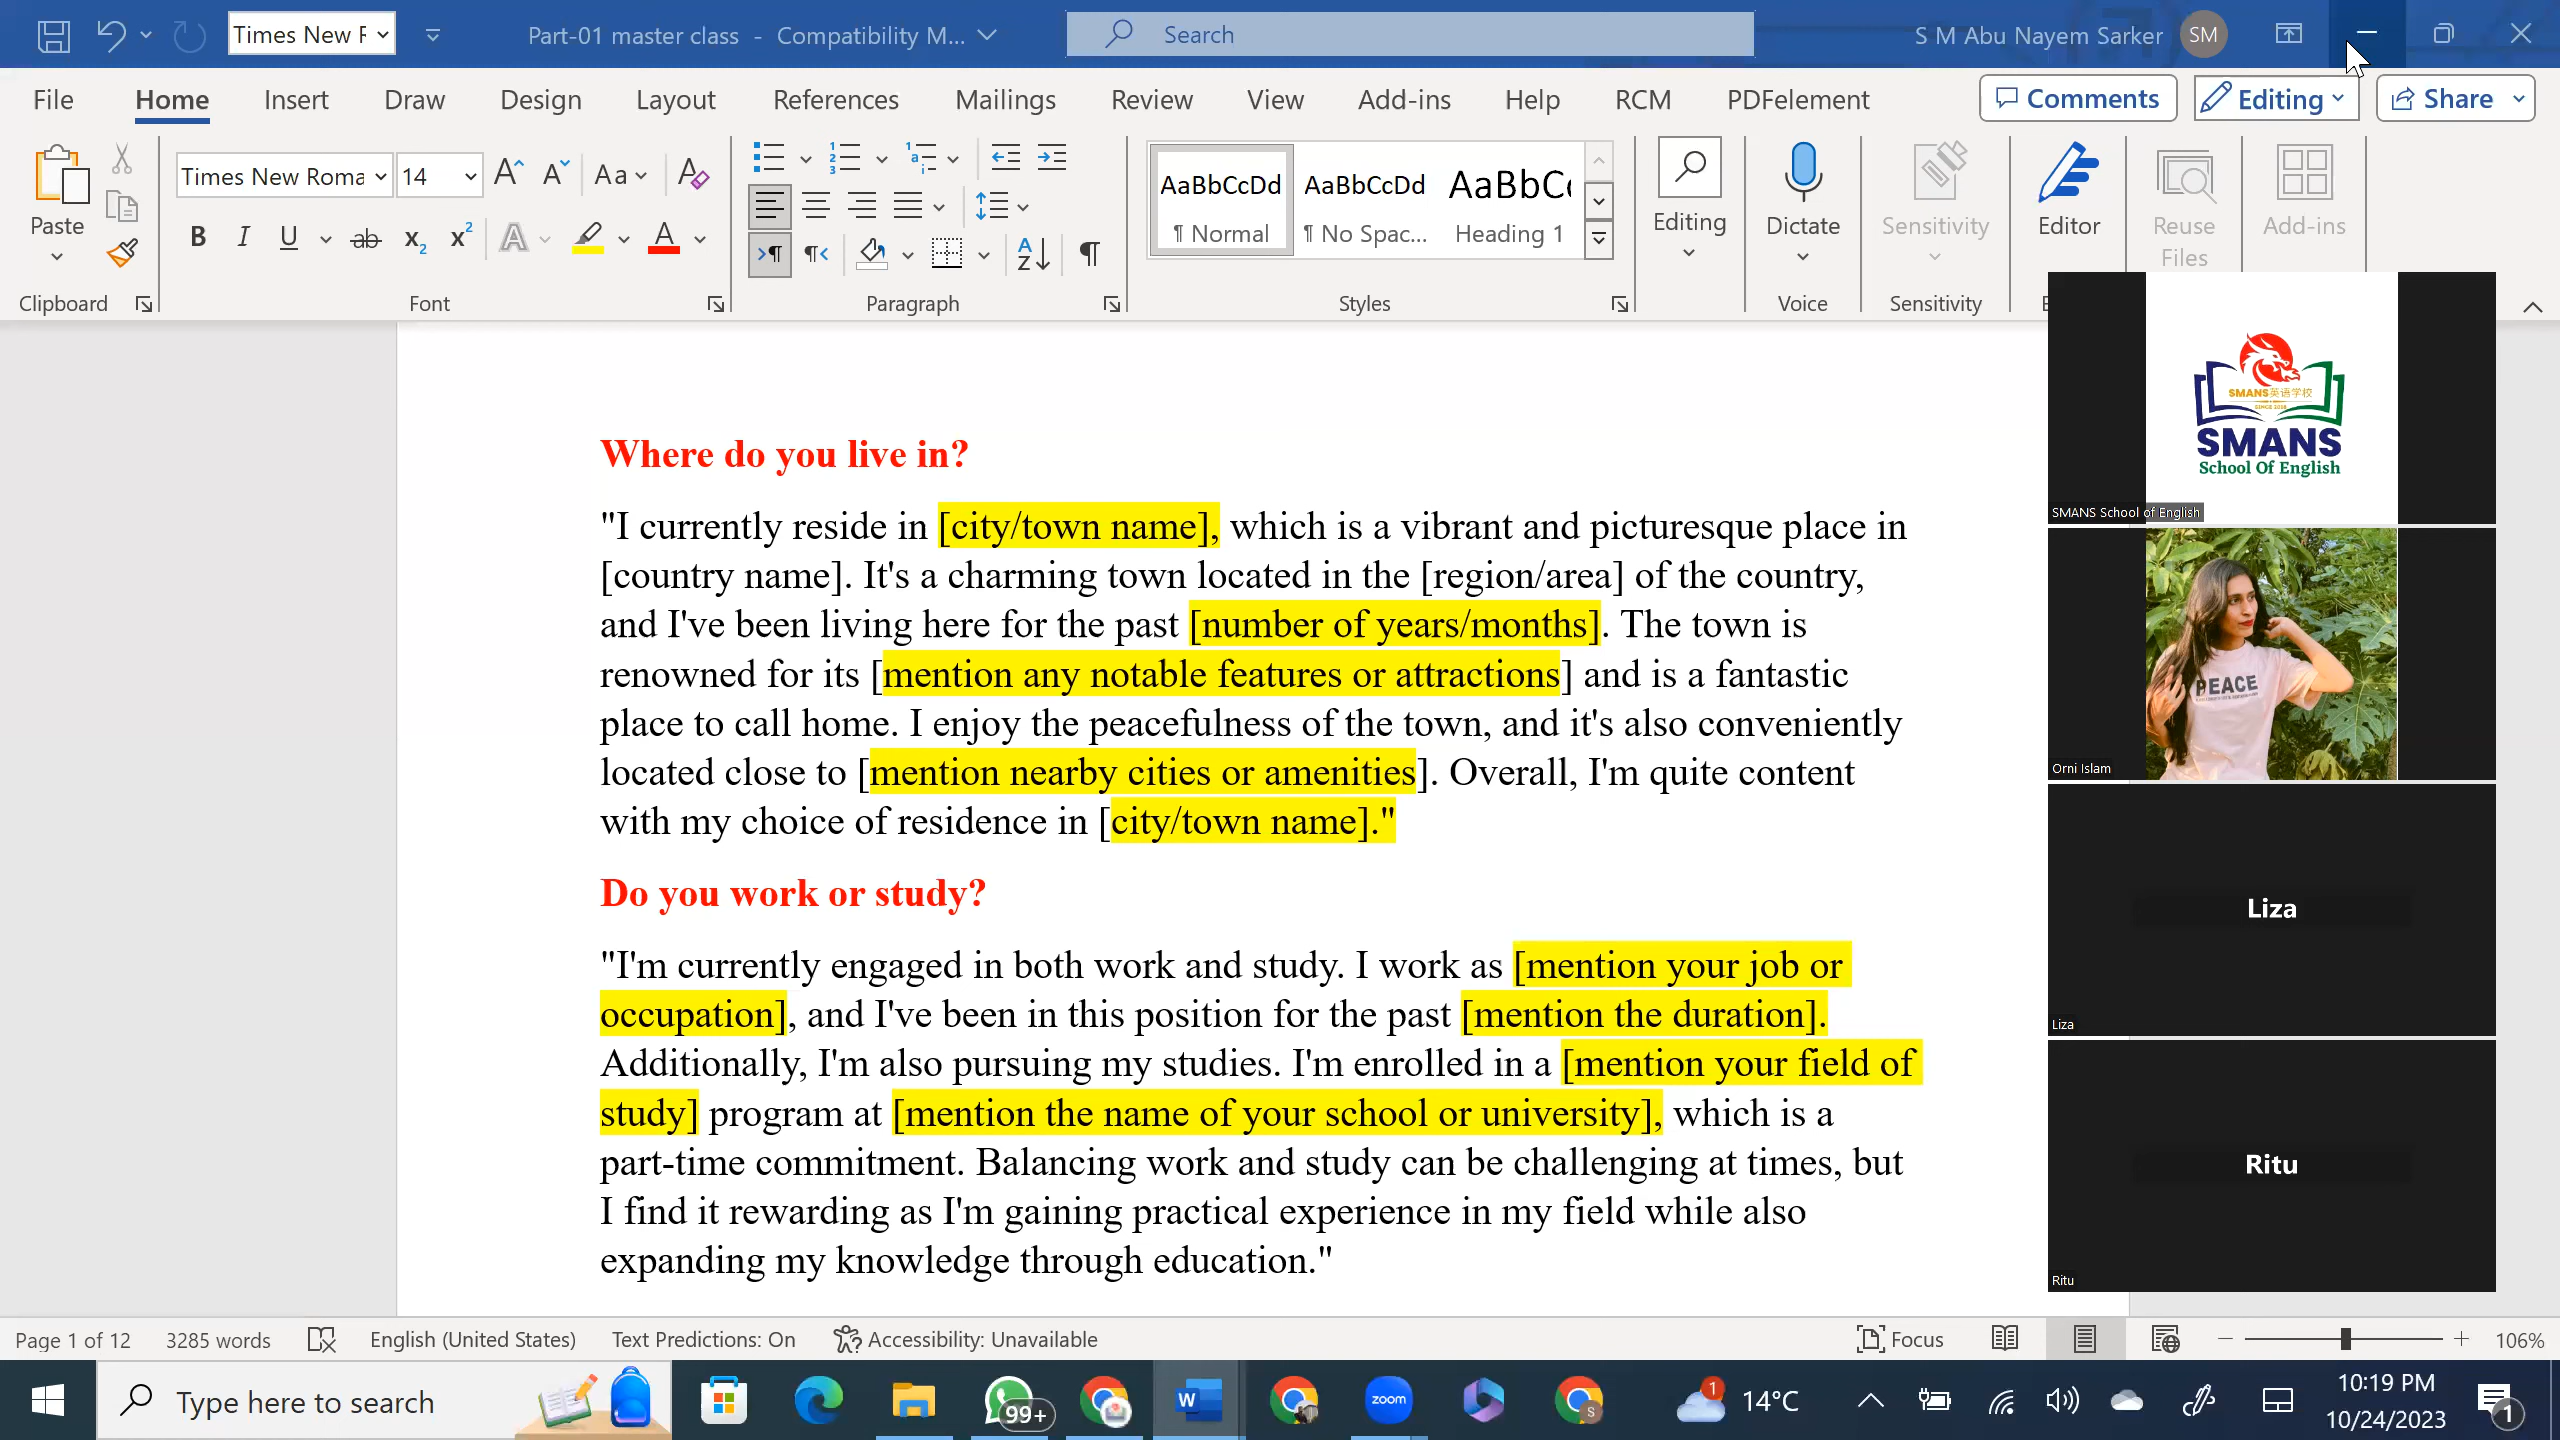 Times New F
Part-01 master class - Compatibility M...
Search
S M Abu Nayem Sarker
SM
File
Home
Insert
Draw
Design
Layout
References
Mailings
Review
View
Add-ins
Help
RCM
PDFelement
Comments
Editing
Share
Paste
Clipboard
Times New Roma
14
Font
Paragraph
AaBbCcDd
¶ Normal
AaBbCcDd
¶ No Spac...
AaBbCc
Heading 1
Styles
Editing
Dictate
Voice
Sensitivity
Sensitivity
Editor
Reuse
Files
Add-ins
Where do you live in?
"I currently reside in [city/town name], which is a vibrant and picturesque place in
[country name]. It's a charming town located in the [region/area] of the country,
and I've been living here for the past [number of years/months]. The town is
renowned for its [mention any notable features or attractions] and is a fantastic
place to call home. I enjoy the peacefulness of the town, and it's also conveniently
located close to [mention nearby cities or amenities]. Overall, I'm quite content
with my choice of residence in [city/town name]."
Do you work or study?
"I'm currently engaged in both work and study. I work as [mention your job or
occupation], and I've been in this position for the past [mention the duration].
Additionally, I'm also pursuing my studies. I'm enrolled in a [mention your field of
study] program at [mention the name of your school or university], which is a
part-time commitment. Balancing work and study can be challenging at times, but
I find it rewarding as I'm gaining practical experience in my field while also
expanding my knowledge through education."
SMANS英语学校
SINCE 2018
SMANS
School Of English
SMANS School of English
PEACE
Orni Islam
Liza
Liza
Ritu
Ritu
Page 1 of 12
3285 words
English (United States)
Text Predictions: On
Accessibility: Unavailable
Focus
106%
Type here to search
99+
W
zoom
S
1
14°C
10:19 PM
10/24/2023
1